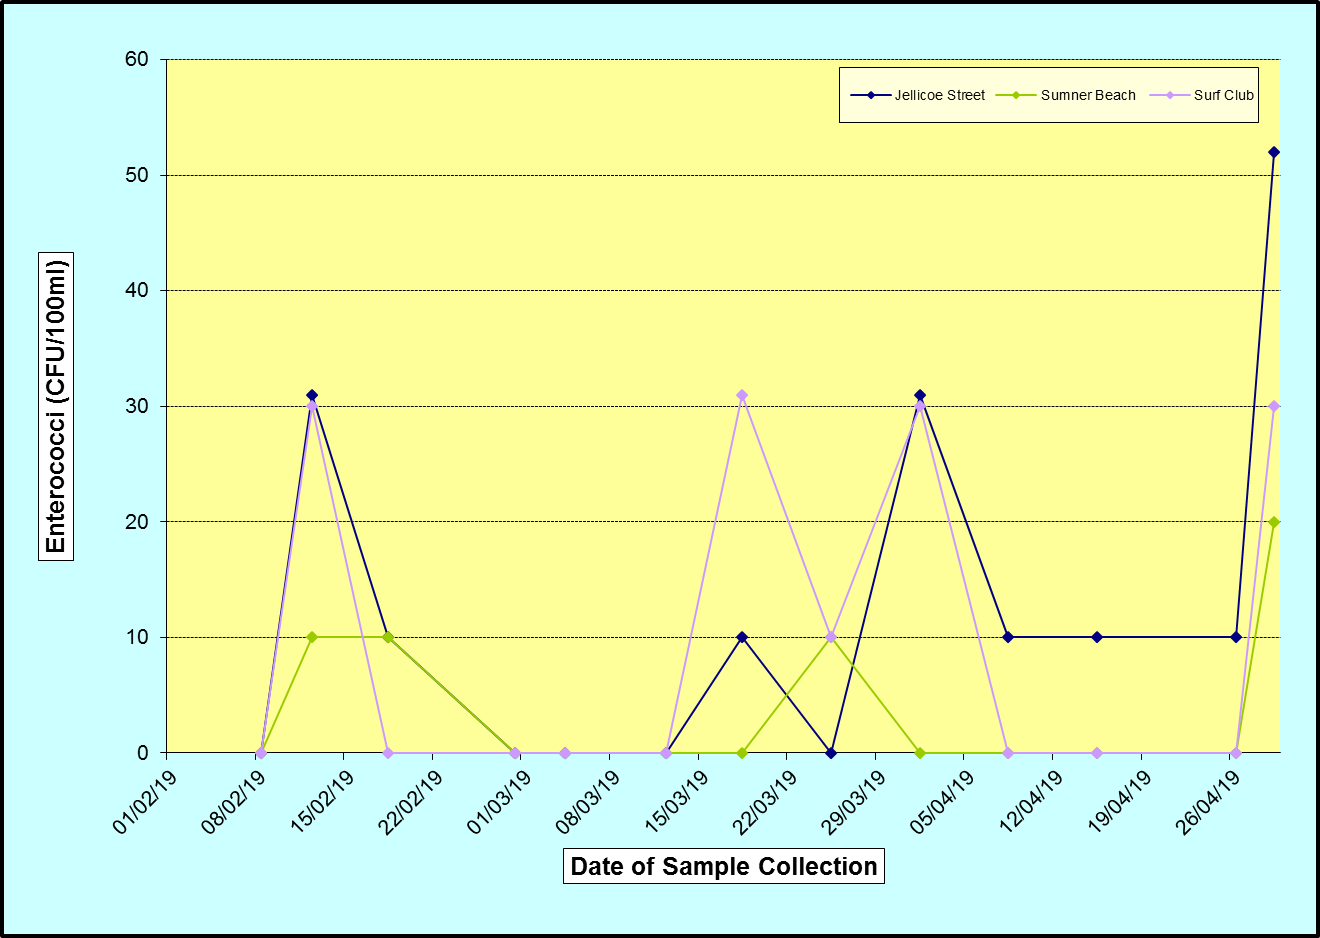 60
Jellicoe Street Sumner Beach Surf Club
50
40
30
20
10
0
Enterococci (CFU/100ml)
01/02/19 08/02/19 15/02/19 22/02/19 01/03/19 08/03/19 15/03/19 22/03/19 29/03/19 05/04/19 12/04/19 19/04/19 26/04/19
Date of Sample Collection